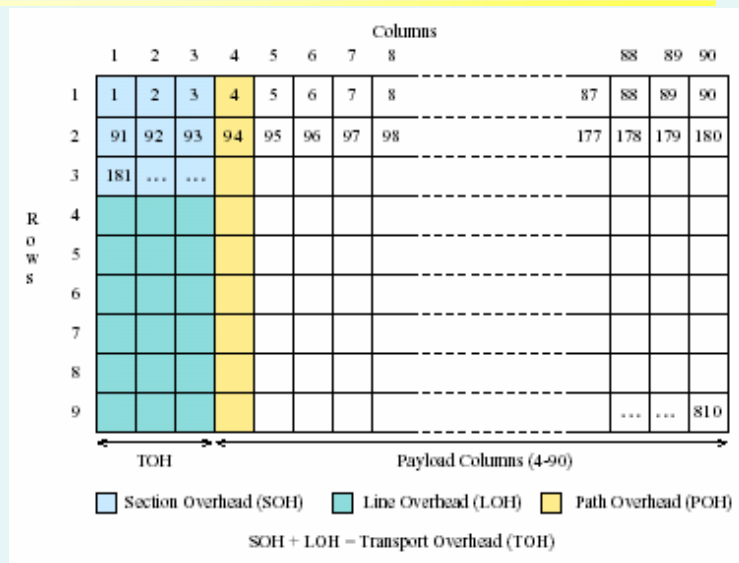 Columns
1 2 3 4 5 6 7 8 88 89 90
1 1 2 3 4 5 6 7 8 87 88 89 90
2 91 92 93 94 95 96 97 98 177 178 179 180
3 181 ... ...
R 4
o 5
w
s 6
7
8
9 ... ... 810
TOH Payload Columns (4-90)
Section Overhead (SOH) Line Overhead (LOH) Path Overhead (POH)
SOH + LOH = Transport Overhead (TOH)